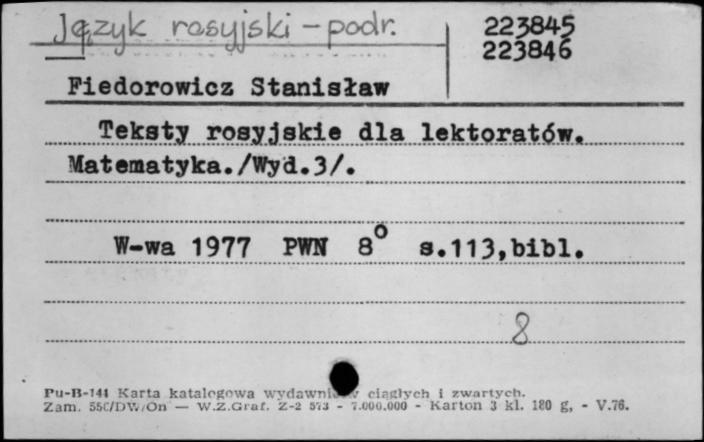 Język rosyjski - podr.
223845
223846
Fiedorowicz Stanisław
Teksty rosyjskie dla lektoratów.
Matematyka./Wyd.3/.
W-wa 1977 PWN 8° s.113,bibl.
8
Pu-B-144 Karta katalogowa wydawnictw ciągłych i zwartych.
Zam. 55C/DW/On — W.Z.Graf. Z-2 573 - 7.000.000 - Karton 3 kl. 180 g, - V.76.